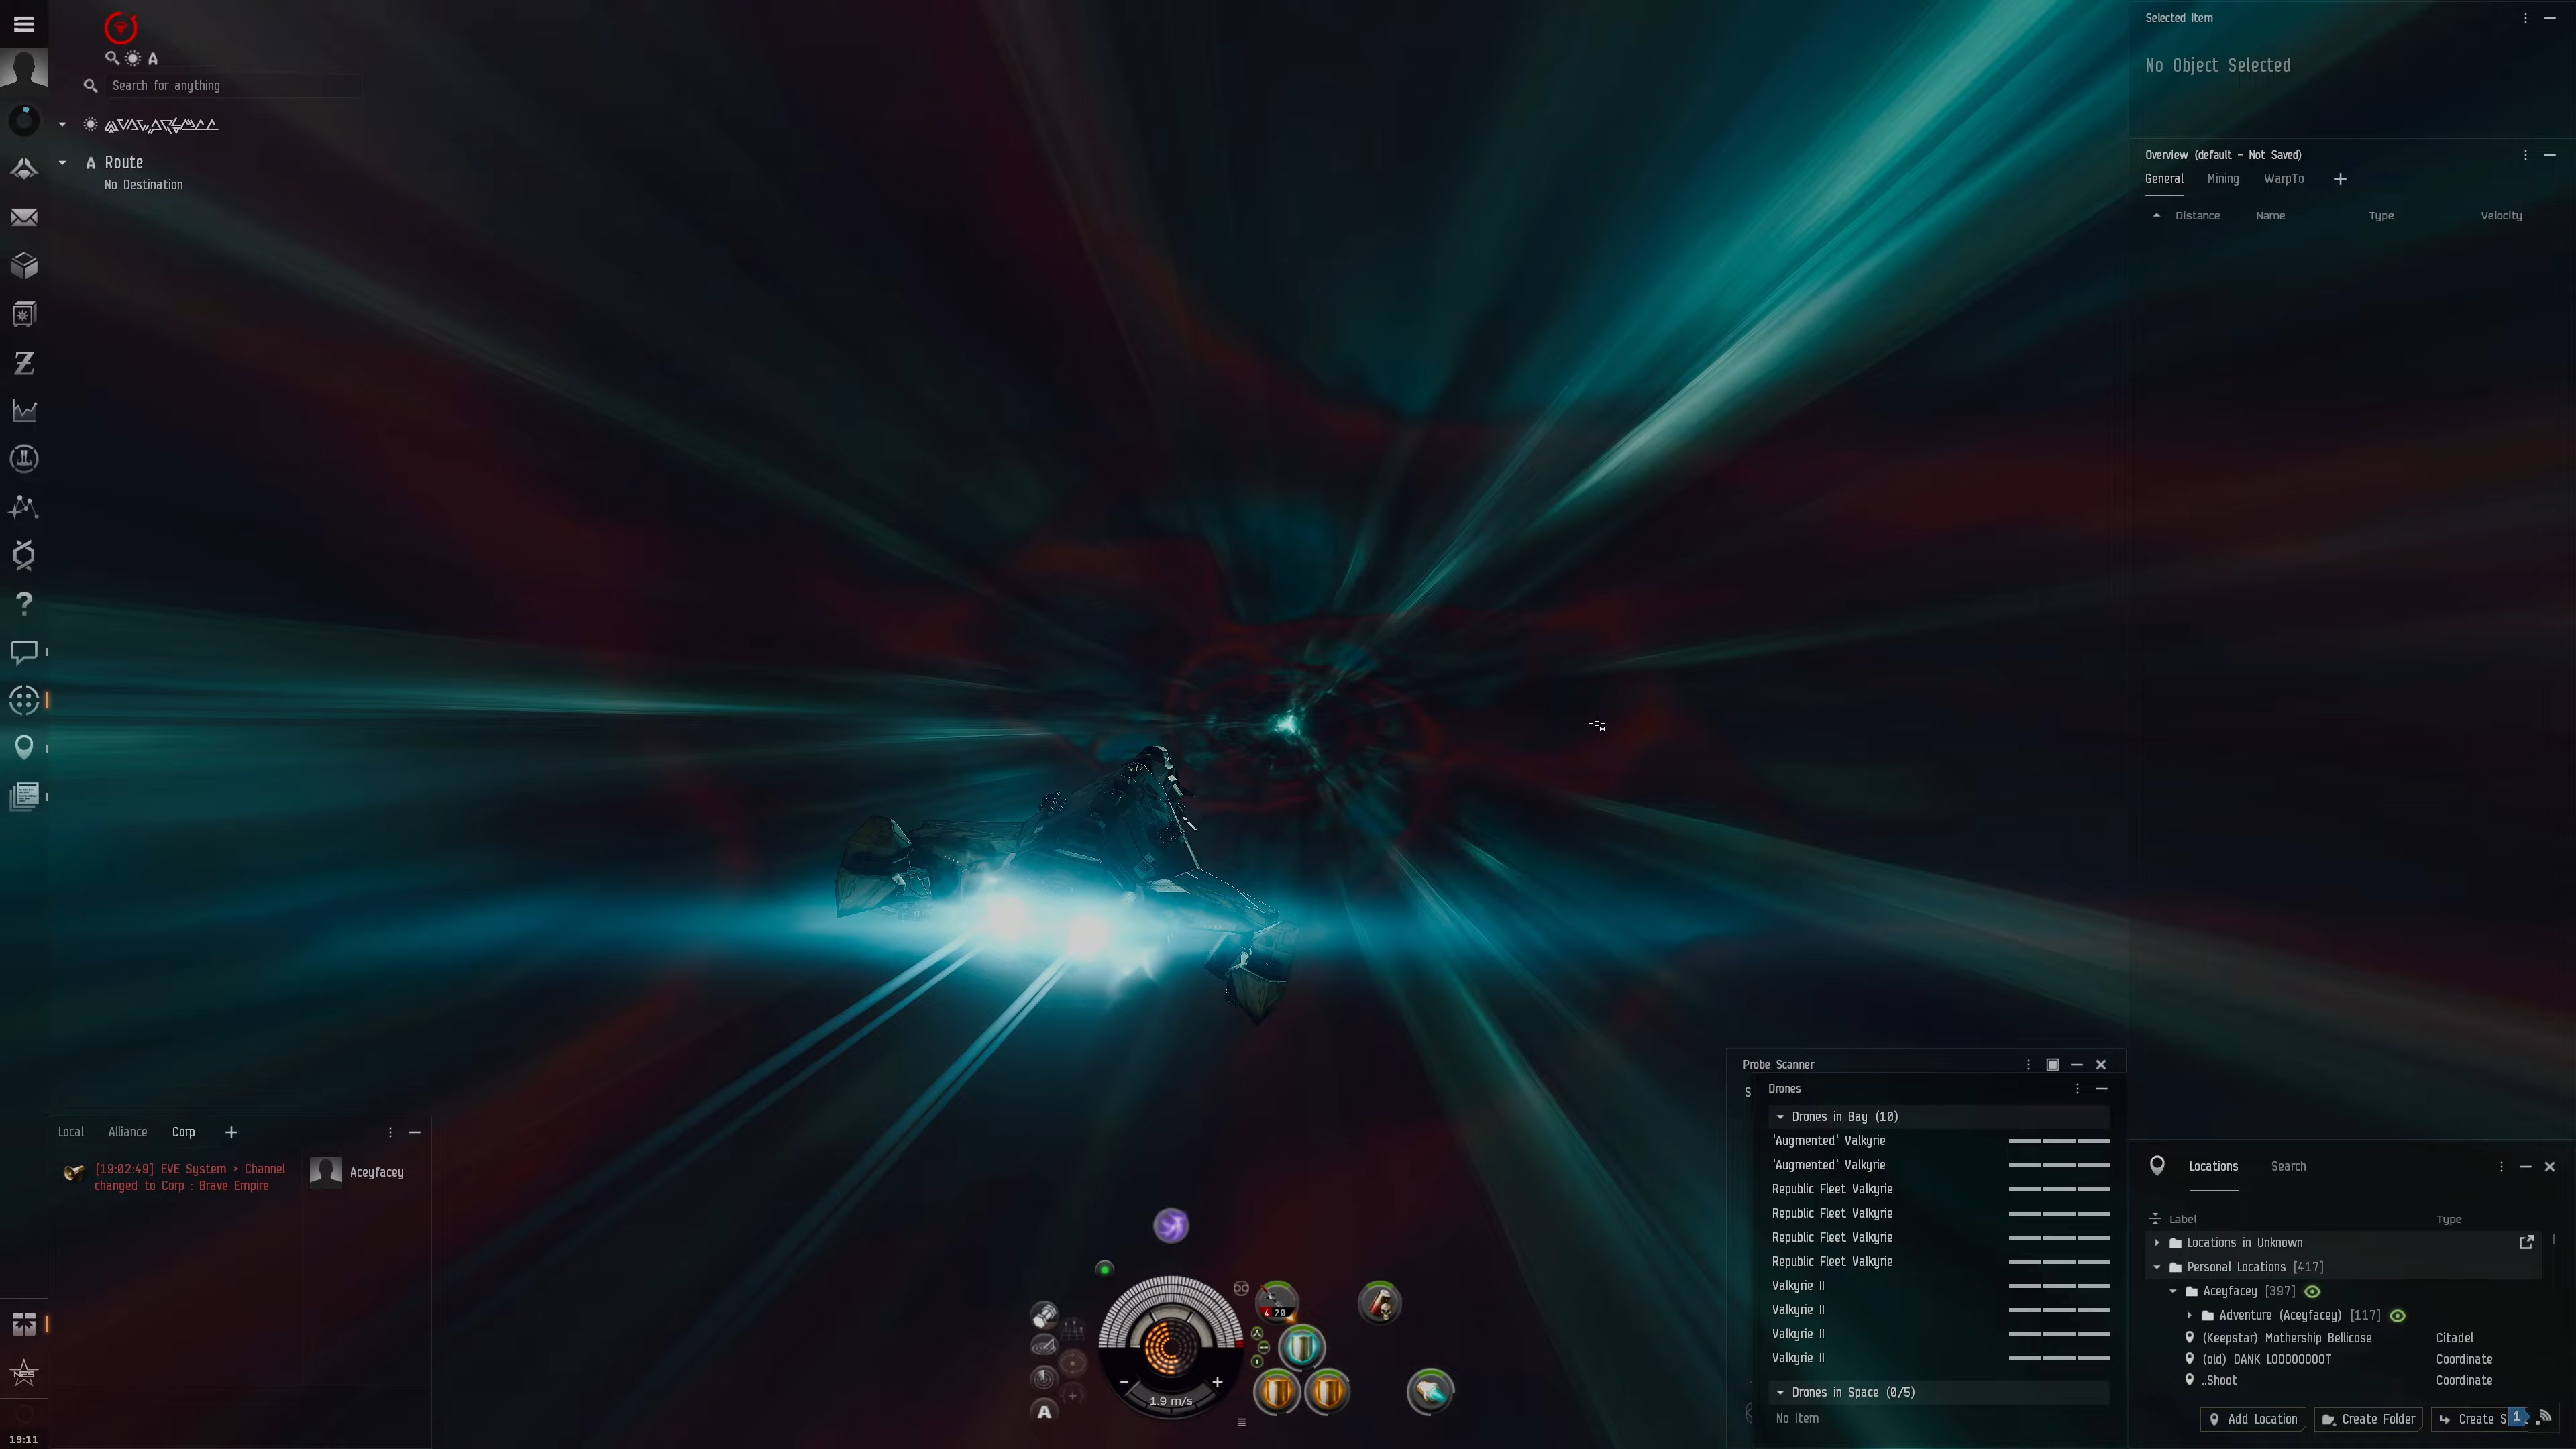 Search for anything
Route
No Destination
Selected Item
No Object Selected
Overview (default - Not Saved)
General Mining WarpTo
Distance Name Type Velocity
Local Alliance Corp
[19:02:49] EVE System > Channel
changed to Corp : Brave Empire
Aceyfacey
4 20
1.9 m/s
A
Probe Scanner
S
Drones
Drones in Bay (10)
'Augmented' Valkyrie
'Augmented' Valkyrie
Republic Fleet Valkyrie
Republic Fleet Valkyrie
Republic Fleet Valkyrie
Republic Fleet Valkyrie
Valkyrie II
Valkyrie II
Valkyrie II
Valkyrie II
Drones in Space (0/5)
No Item
Locations Search
Label Type
Locations in Unknown
Personal Locations [417]
Aceyfacey [397]
Adventure (Aceyfacey) [117]
(Keepstar) Mothership Bellicose Citadel
(old) DANK LOOOOOOOOT Coordinate
..Shoot Coordinate
Add Location Create Folder Create
1
NES
19:11